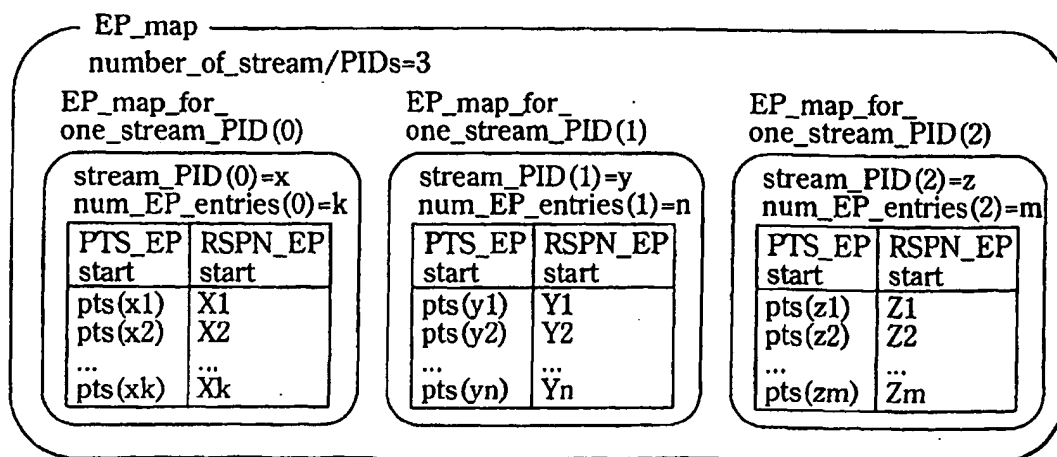 EP_map
number_of_stream/PIDs=3
EP_map_for_
one_stream_PID(0)
stream_PID(0)=x
num_EP_entries(0)=k
PTS_EP RSPN_EP
start start
pts(x1) X1
pts(x2) X2
... ...
pts(xk) Xk
EP_map_for_
one_stream_PID(1)
stream_PID(1)=y
num_EP_entries(1)=n
PTS_EP RSPN_EP
start start
pts(y1) Y1
pts(y2) Y2
... ...
pts(yn) Yn
EP_map_for_
one_stream_PID(2)
stream_PID(2)=z
num_EP_entries(2)=m
PTS_EP RSPN_EP
start start
pts(z1) Z1
pts(z2) Z2
... ...
pts(zm) Zm